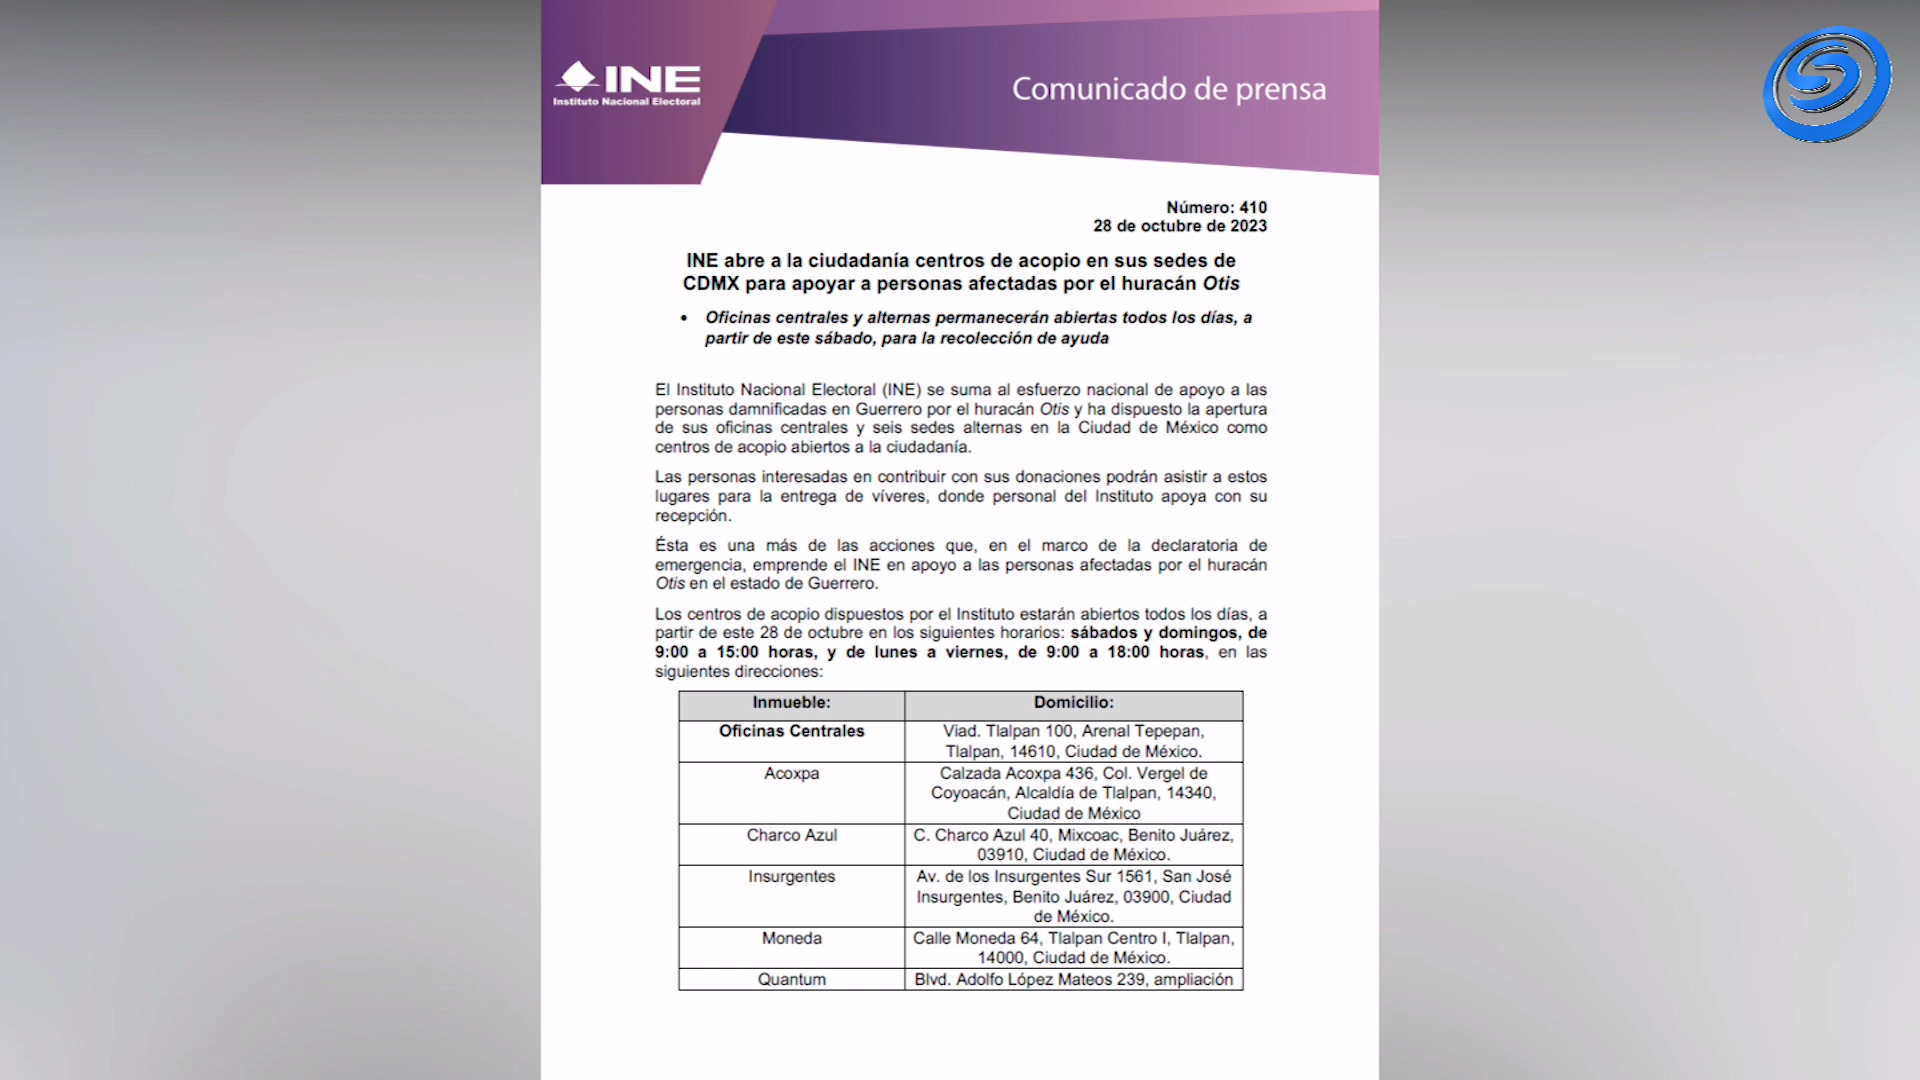 INE
Instituto Nacional Electoral
Comunicado de prensa
Número: 410
28 de octubre de 2023
INE abre a la ciudadanía centros de acopio en sus sedes de
CDMX para apoyar a personas afectadas por el huracán Otis
• Oficinas centrales y alternas permanecerán abiertas todos los días, a
partir de este sábado, para la recolección de ayuda
El Instituto Nacional Electoral (INE) se suma al esfuerzo nacional de apoyo a las
personas damnificadas en Guerrero por el huracán Otis y ha dispuesto la apertura
de sus oficinas centrales y seis sedes alternas en la Ciudad de México como
centros de acopio abiertos a la ciudadanía.
Las personas interesadas en contribuir con sus donaciones podrán asistir a estos
lugares para la entrega de víveres, donde personal del Instituto apoya con su
recepción.
Ésta es una más de las acciones que, en el marco de la declaratoria de
emergencia, emprende el INE en apoyo a las personas afectadas por el huracán
Otis en el estado de Guerrero.
Los centros de acopio dispuestos por el Instituto estarán abiertos todos los días, a
partir de este 28 de octubre en los siguientes horarios: sábados y domingos, de
9:00 a 15:00 horas, y de lunes a viernes, de 9:00 a 18:00 horas, en las
siguientes direcciones:
Inmueble: Domicilio:
Oficinas Centrales Viad. Tlalpan 100, Arenal Tepepan,
Tlalpan, 14610, Ciudad de México.
Acoxpa Calzada Acoxpa 436, Col. Vergel de
Coyoacán, Alcaldía de Tlalpan, 14340,
Ciudad de México
Charco Azul C. Charco Azul 40, Mixcoac, Benito Juárez,
03910, Ciudad de México.
Insurgentes Av. de los Insurgentes Sur 1561, San José
Insurgentes, Benito Juárez, 03900, Ciudad
de México.
Moneda Calle Moneda 64, Tlalpan Centro I, Tlalpan,
14000, Ciudad de México.
Quantum Blvd. Adolfo López Mateos 239, ampliación